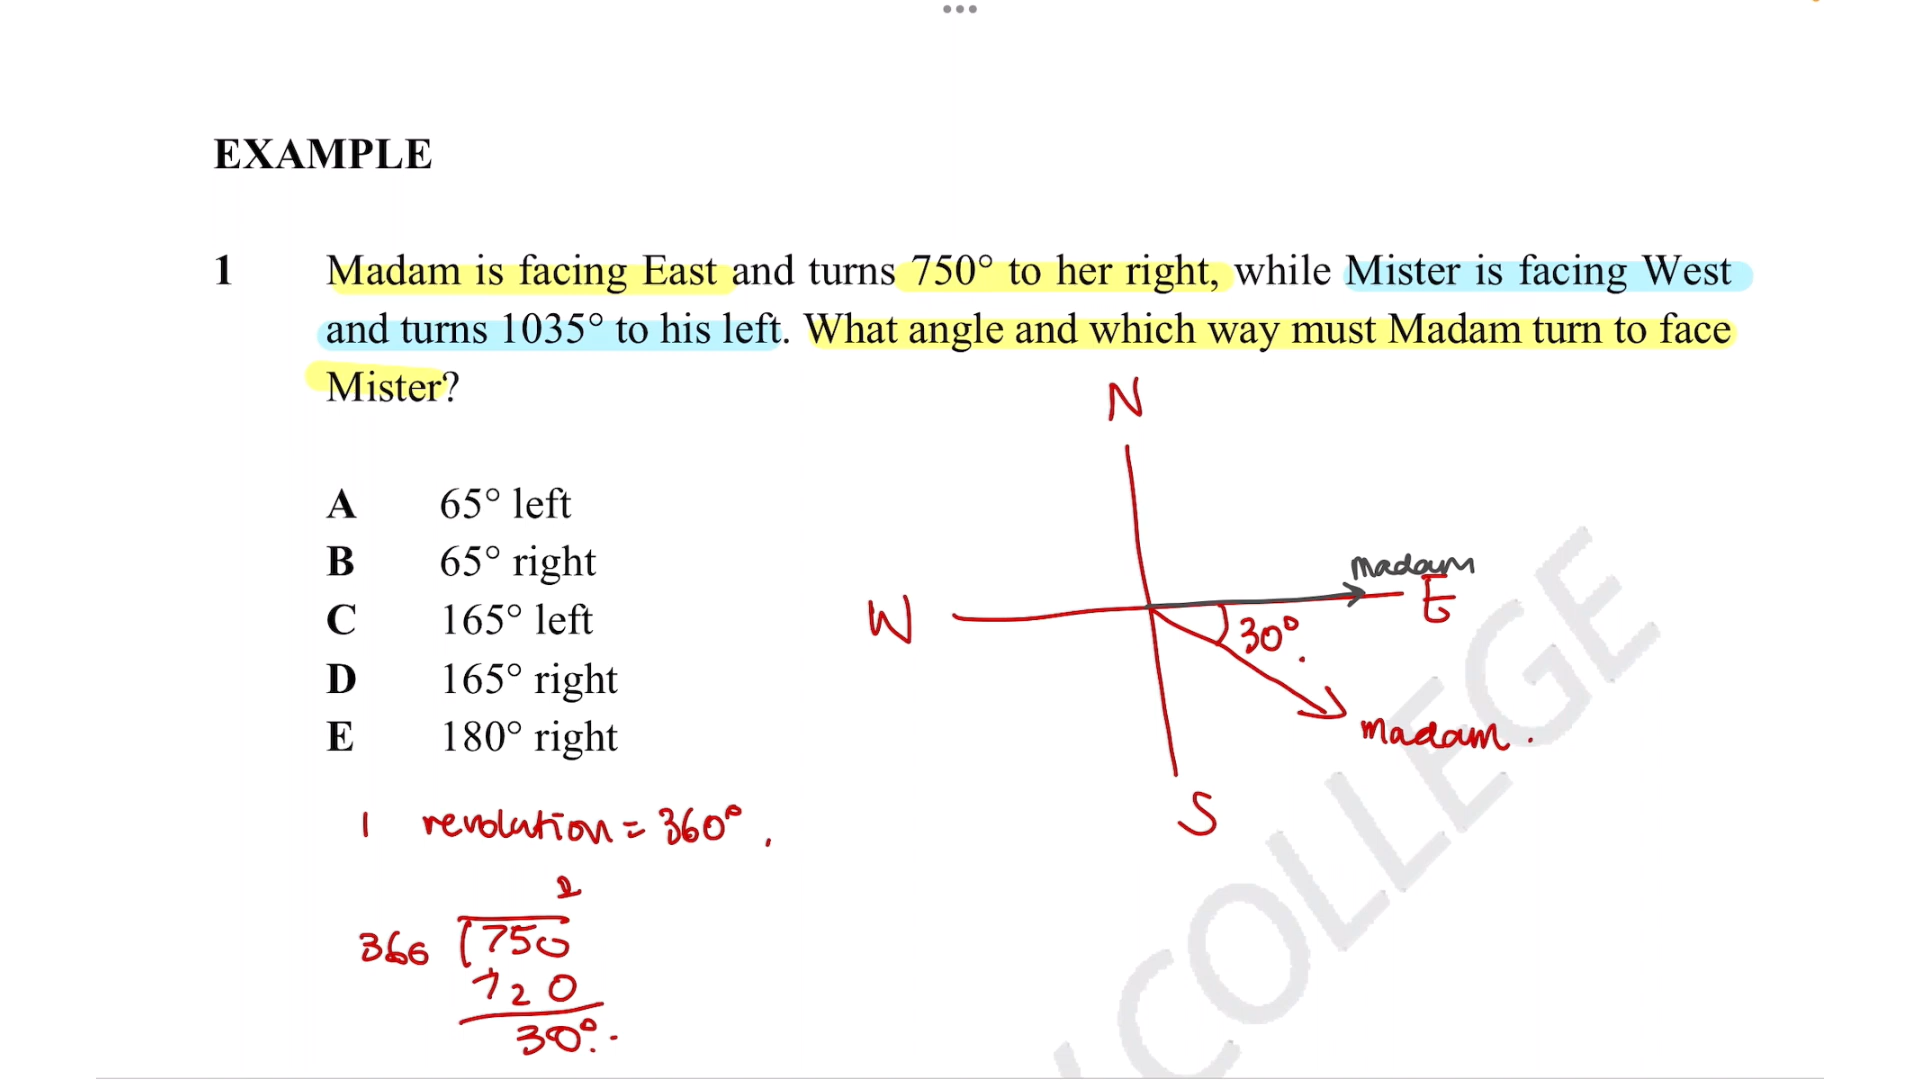 EXAMPLE
1 Madam is facing East and turns 750° to her right, while Mister is facing West
and turns 1035° to his left. What angle and which way must Madam turn to face
Mister?
N
A 65° left
B 65° right
C 165° left
D 165° right
E 180° right
madam
W
E
30°.
madam.
S
1 revolution = 360°,
2
360 750
720
30°.
COLLEGE